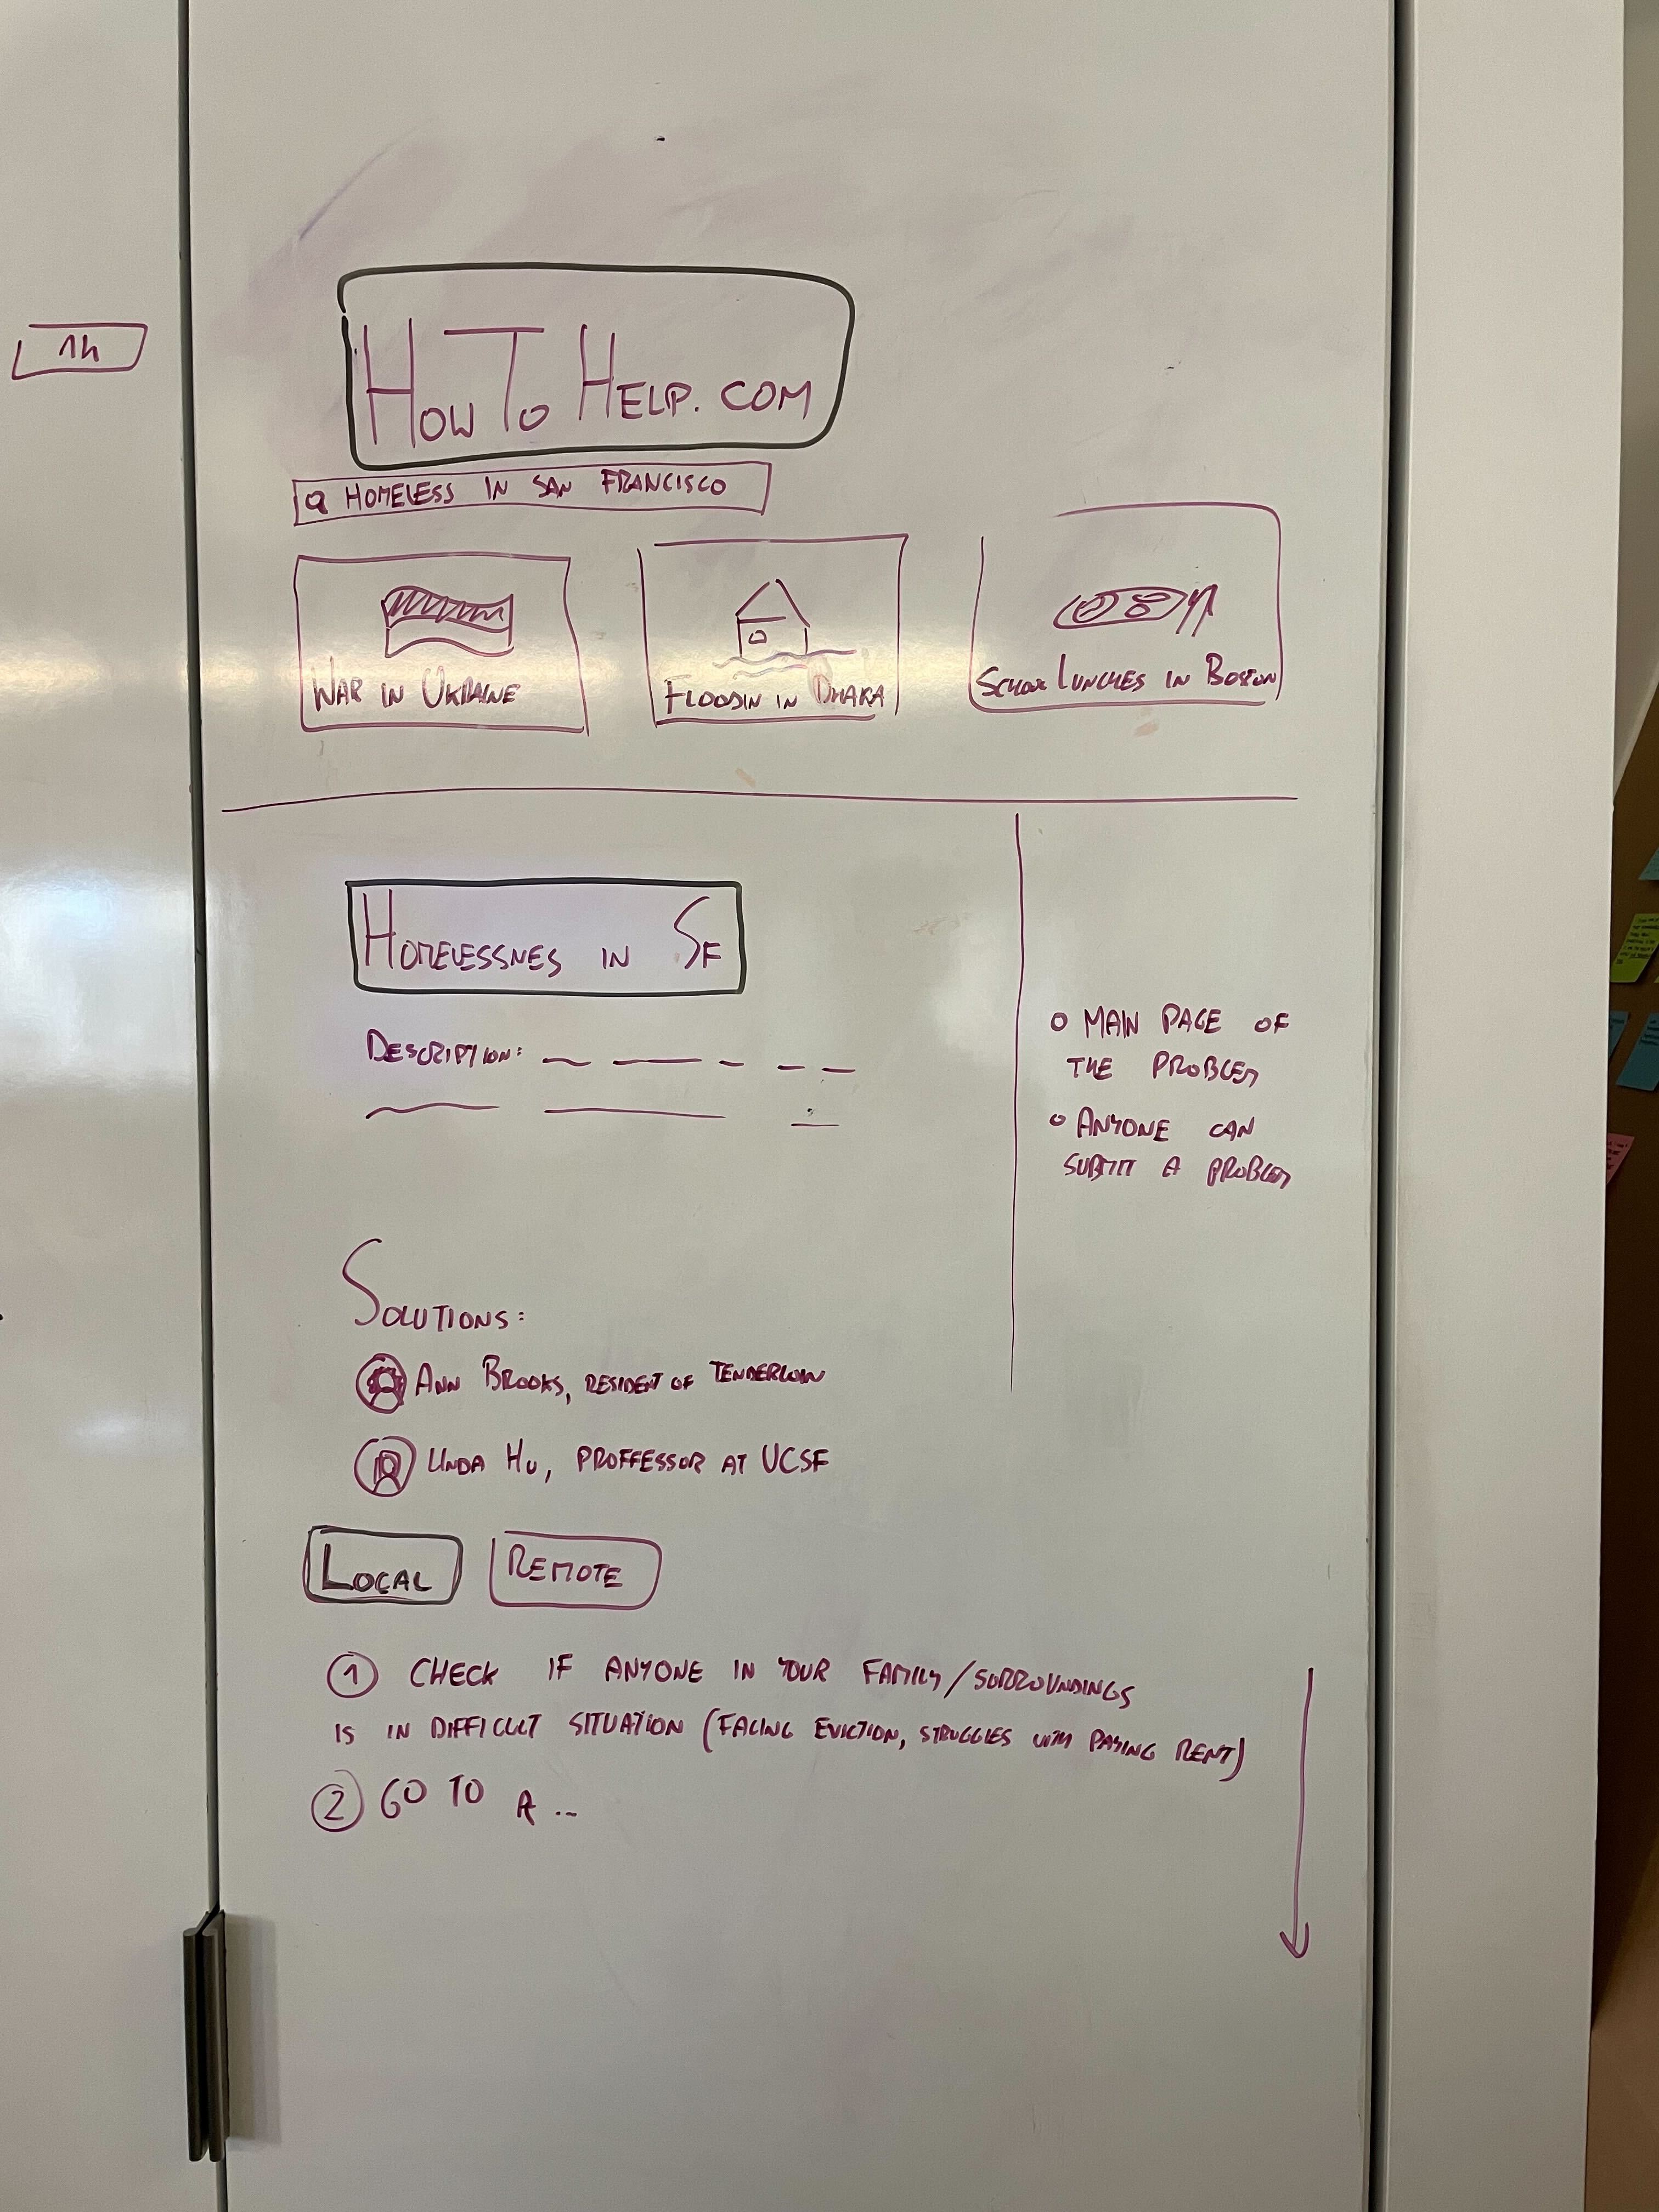 1h
HOW TO HELP. COM
HOMELESS IN SAN FRANCISCO
WAR IN UKRAINE
FLOODIN IN DHAKA
SCHOOL LUNCHES IN BOSTON
HOMELESSNES IN SF
DESCRIPTION:
O MAIN PAGE OF
THE PROBLEM
O ANYONE CAN
SUBMIT A PROBLEM
SOLUTIONS:
ANN BROOKS, RESIDENT OF TENDERLOIN
LINDA HU, PROFFESSOR AT UCSF
LOCAL REMOTE
1 CHECK IF ANYONE IN YOUR FAMILY/SURROUNDINGS
IS IN DIFFICULT SITUATION (FACING EVICTION, STRUGGLES WITH PAYING RENT)
2 GO TO A ...